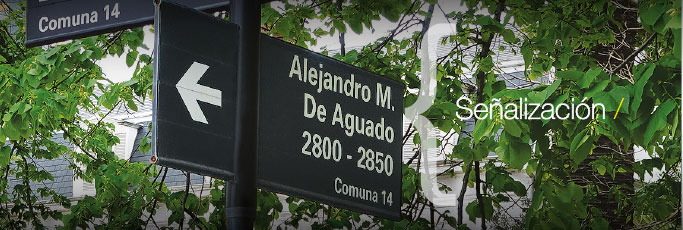 Comuna 14
Alejandro M.
De Aguado
2800 - 2850
Comuna 14
Señalización /